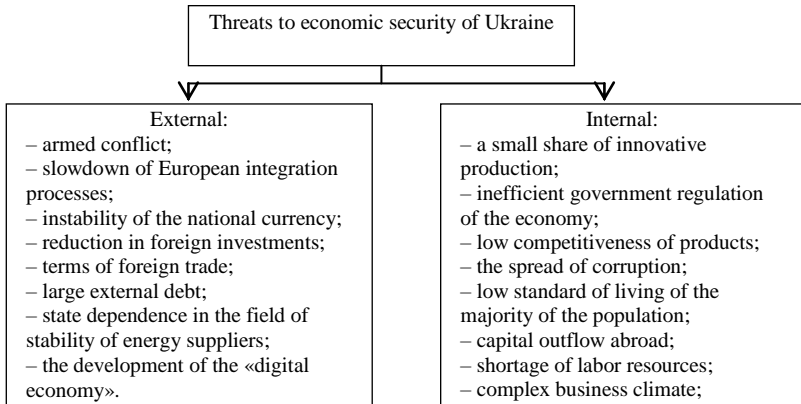 Threats to economic security of Ukraine
External:
– armed conflict;
– slowdown of European integration
processes;
– instability of the national currency;
– reduction in foreign investments;
– terms of foreign trade;
– large external debt;
– state dependence in the field of
stability of energy suppliers;
– the development of the «digital
economy».
Internal:
– a small share of innovative
production;
– inefficient government regulation
of the economy;
– low competitiveness of products;
– the spread of corruption;
– low standard of living of the
majority of the population;
– capital outflow abroad;
– shortage of labor resources;
– complex business climate;